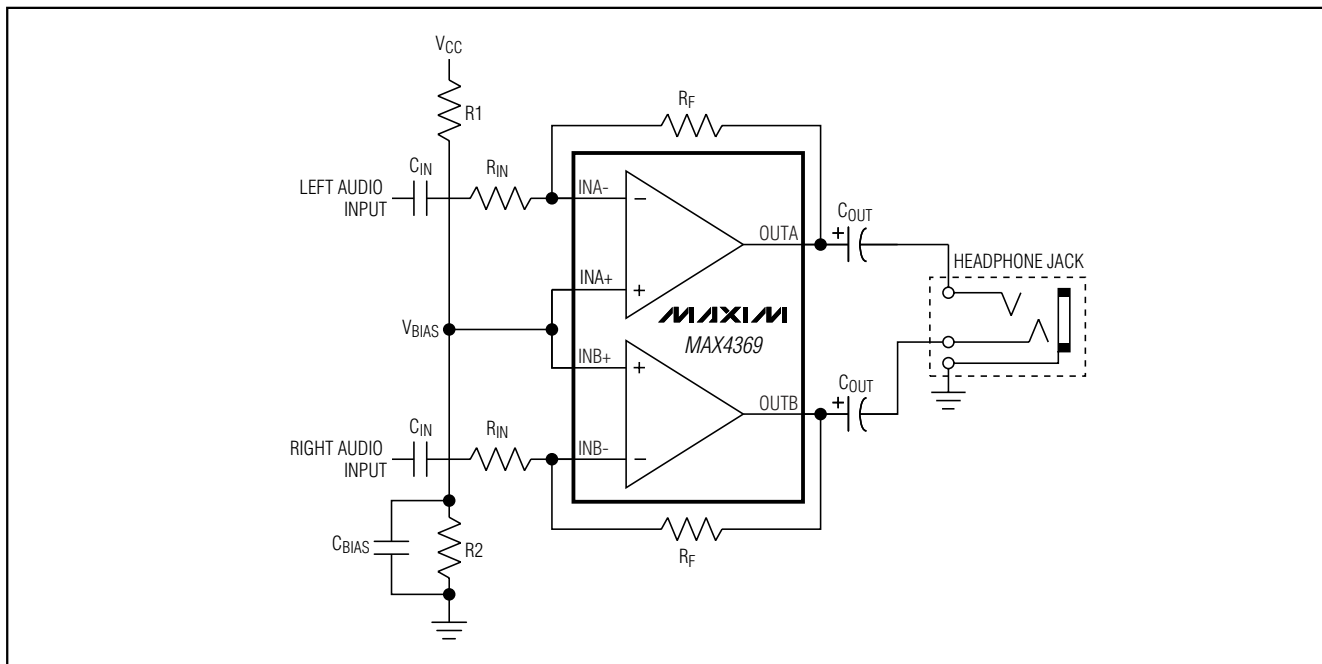 VCC
R1
RF
CIN
RIN
LEFT AUDIO
INPUT
INA-
−
OUTA
COUT
+
HEADPHONE JACK
INA+
+
MAXIM
MAX4369
VBIAS
INB+
+
COUT
+
OUTB
CIN
RIN
RIGHT AUDIO
INPUT
INB-
−
CBIAS
R2
RF